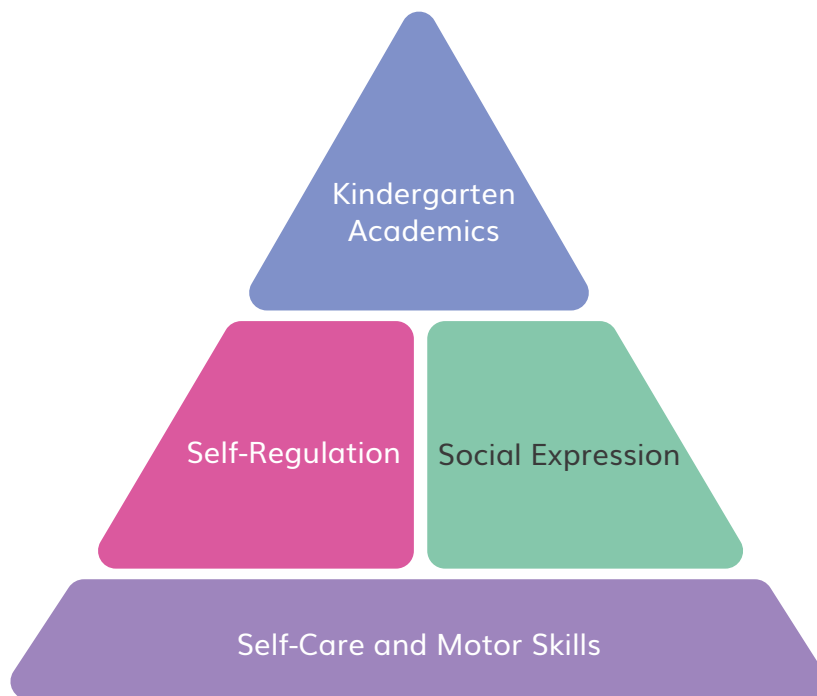 Kindergarten
Academics
Self-Regulation
Social Expression
Self-Care and Motor Skills